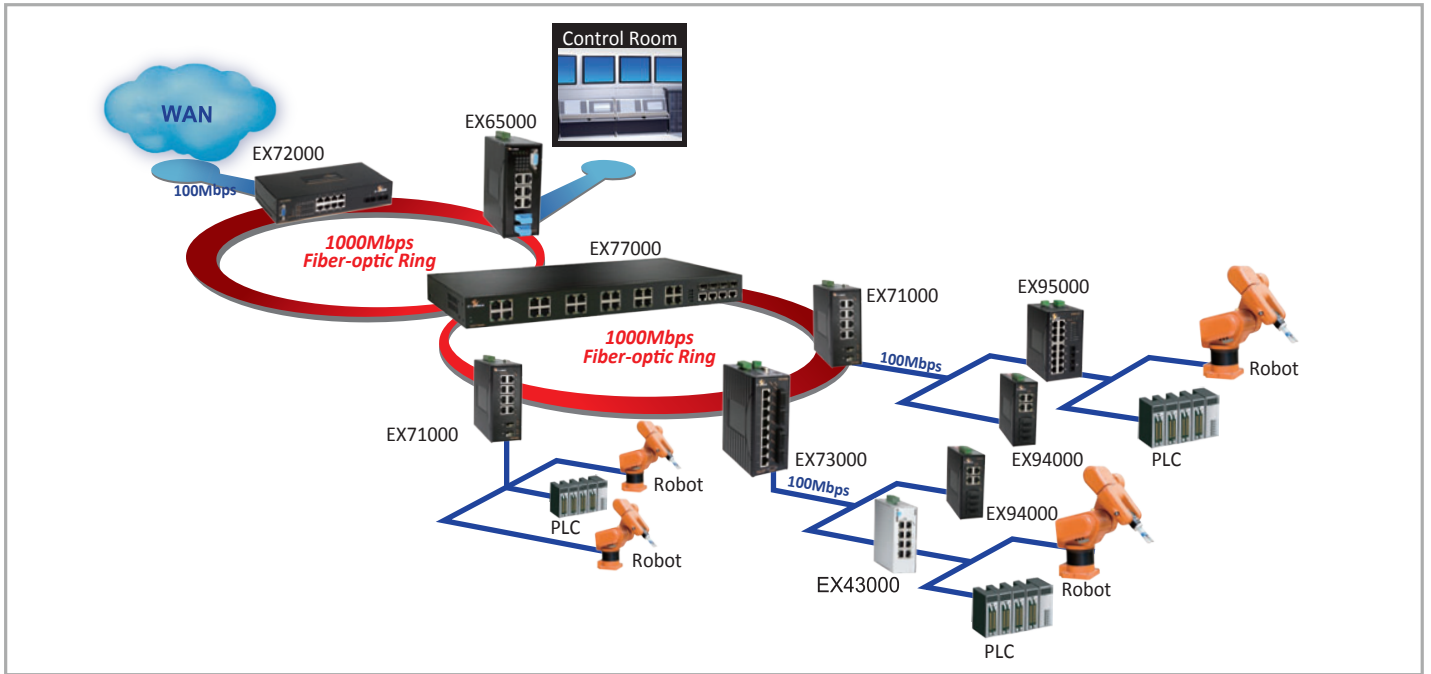 Control Room
WAN
EX65000
EX72000
100Mbps
1000Mbps
Fiber-optic Ring
EX77000
EX71000
EX95000
1000Mbps
Fiber-optic Ring
100Mbps
Robot
EX71000
EX94000
PLC
EX73000
100Mbps
Robot
EX94000
PLC
Robot
EX43000
Robot
PLC